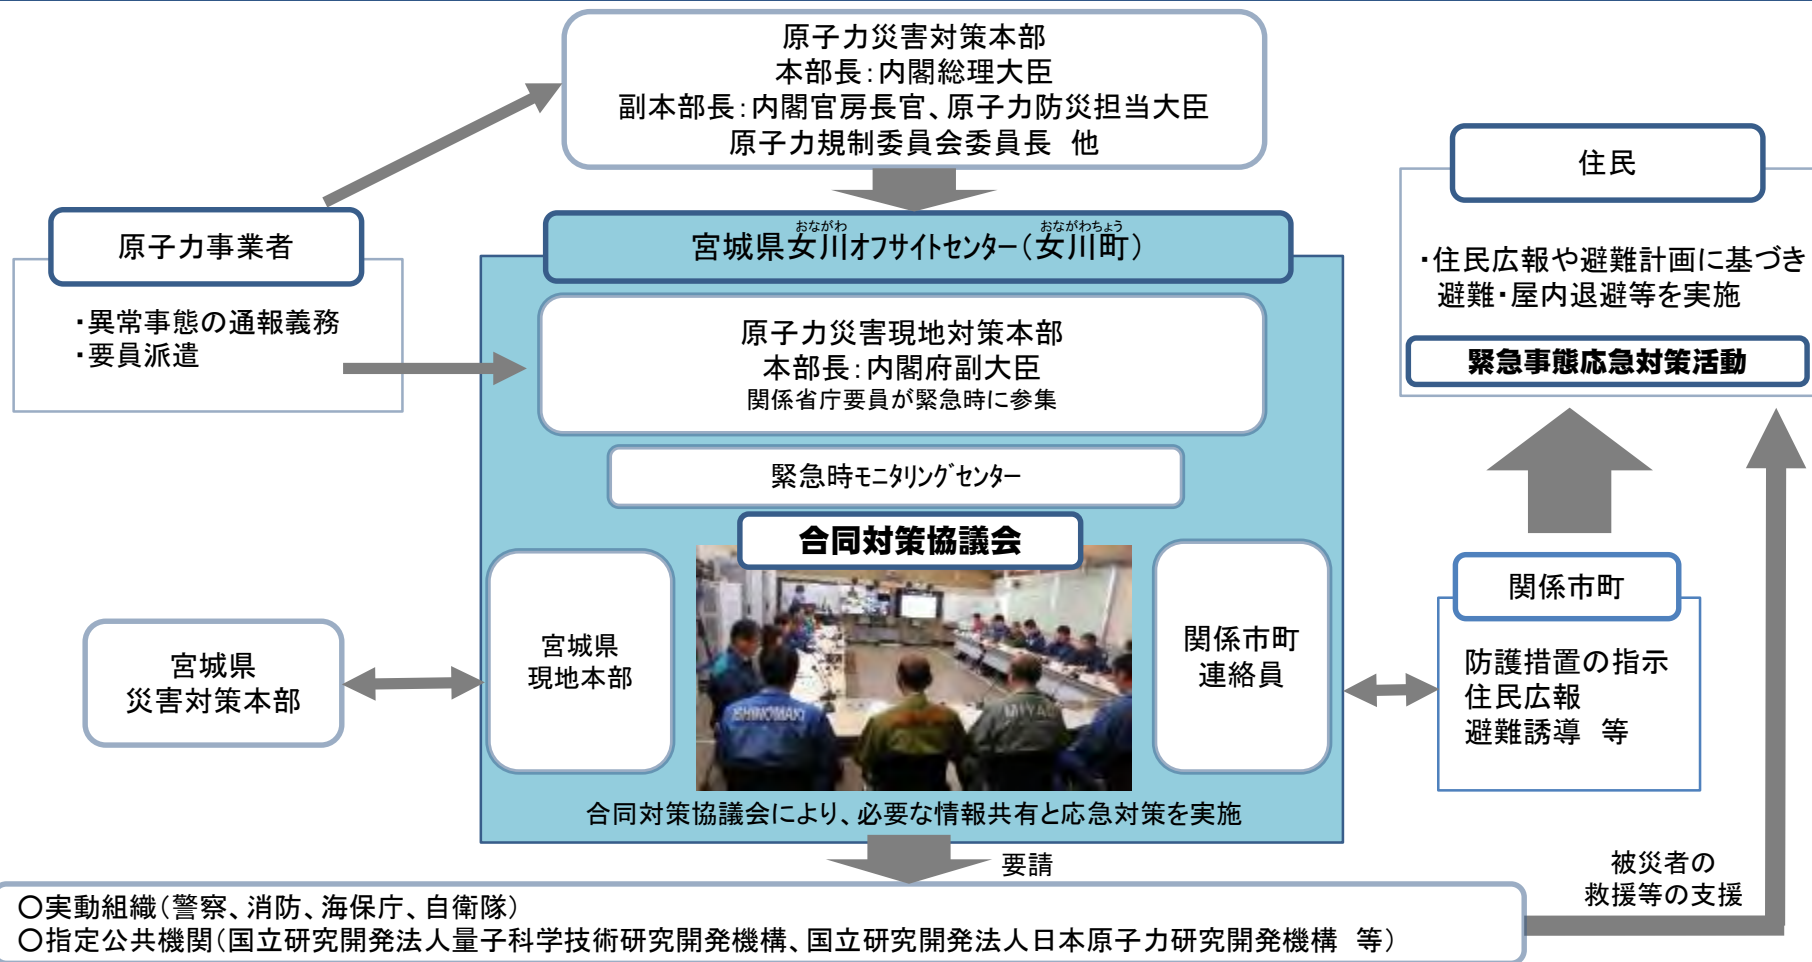 原子力災害対策本部
本部長:内閣総理大臣
副本部長:内閣官房長官、原子力防災担当大臣
原子力規制委員会委員長 他
原子力事業者
・異常事態の通報義務
・要員派遣
おながわ おながわちょう
宮城県女川オフサイトセンター(女川町)
原子力災害現地対策本部
本部長:内閣府副大臣
関係省庁要員が緊急時に参集
緊急時モニタリングセンター
合同対策協議会
宮城県
現地本部
ISHINOMAKI
MIYAG
関係市町
連絡員
合同対策協議会により、必要な情報共有と応急対策を実施
宮城県
災害対策本部
住民
・住民広報や避難計画に基づき
避難・屋内退避等を実施
緊急事態応急対策活動
関係市町
防護措置の指示
住民広報
避難誘導 等
要請
被災者の
救援等の支援
〇実動組織(警察、消防、海保庁、自衛隊)
〇指定公共機関(国立研究開発法人量子科学技術研究開発機構、国立研究開発法人日本原子力研究開発機構 等)